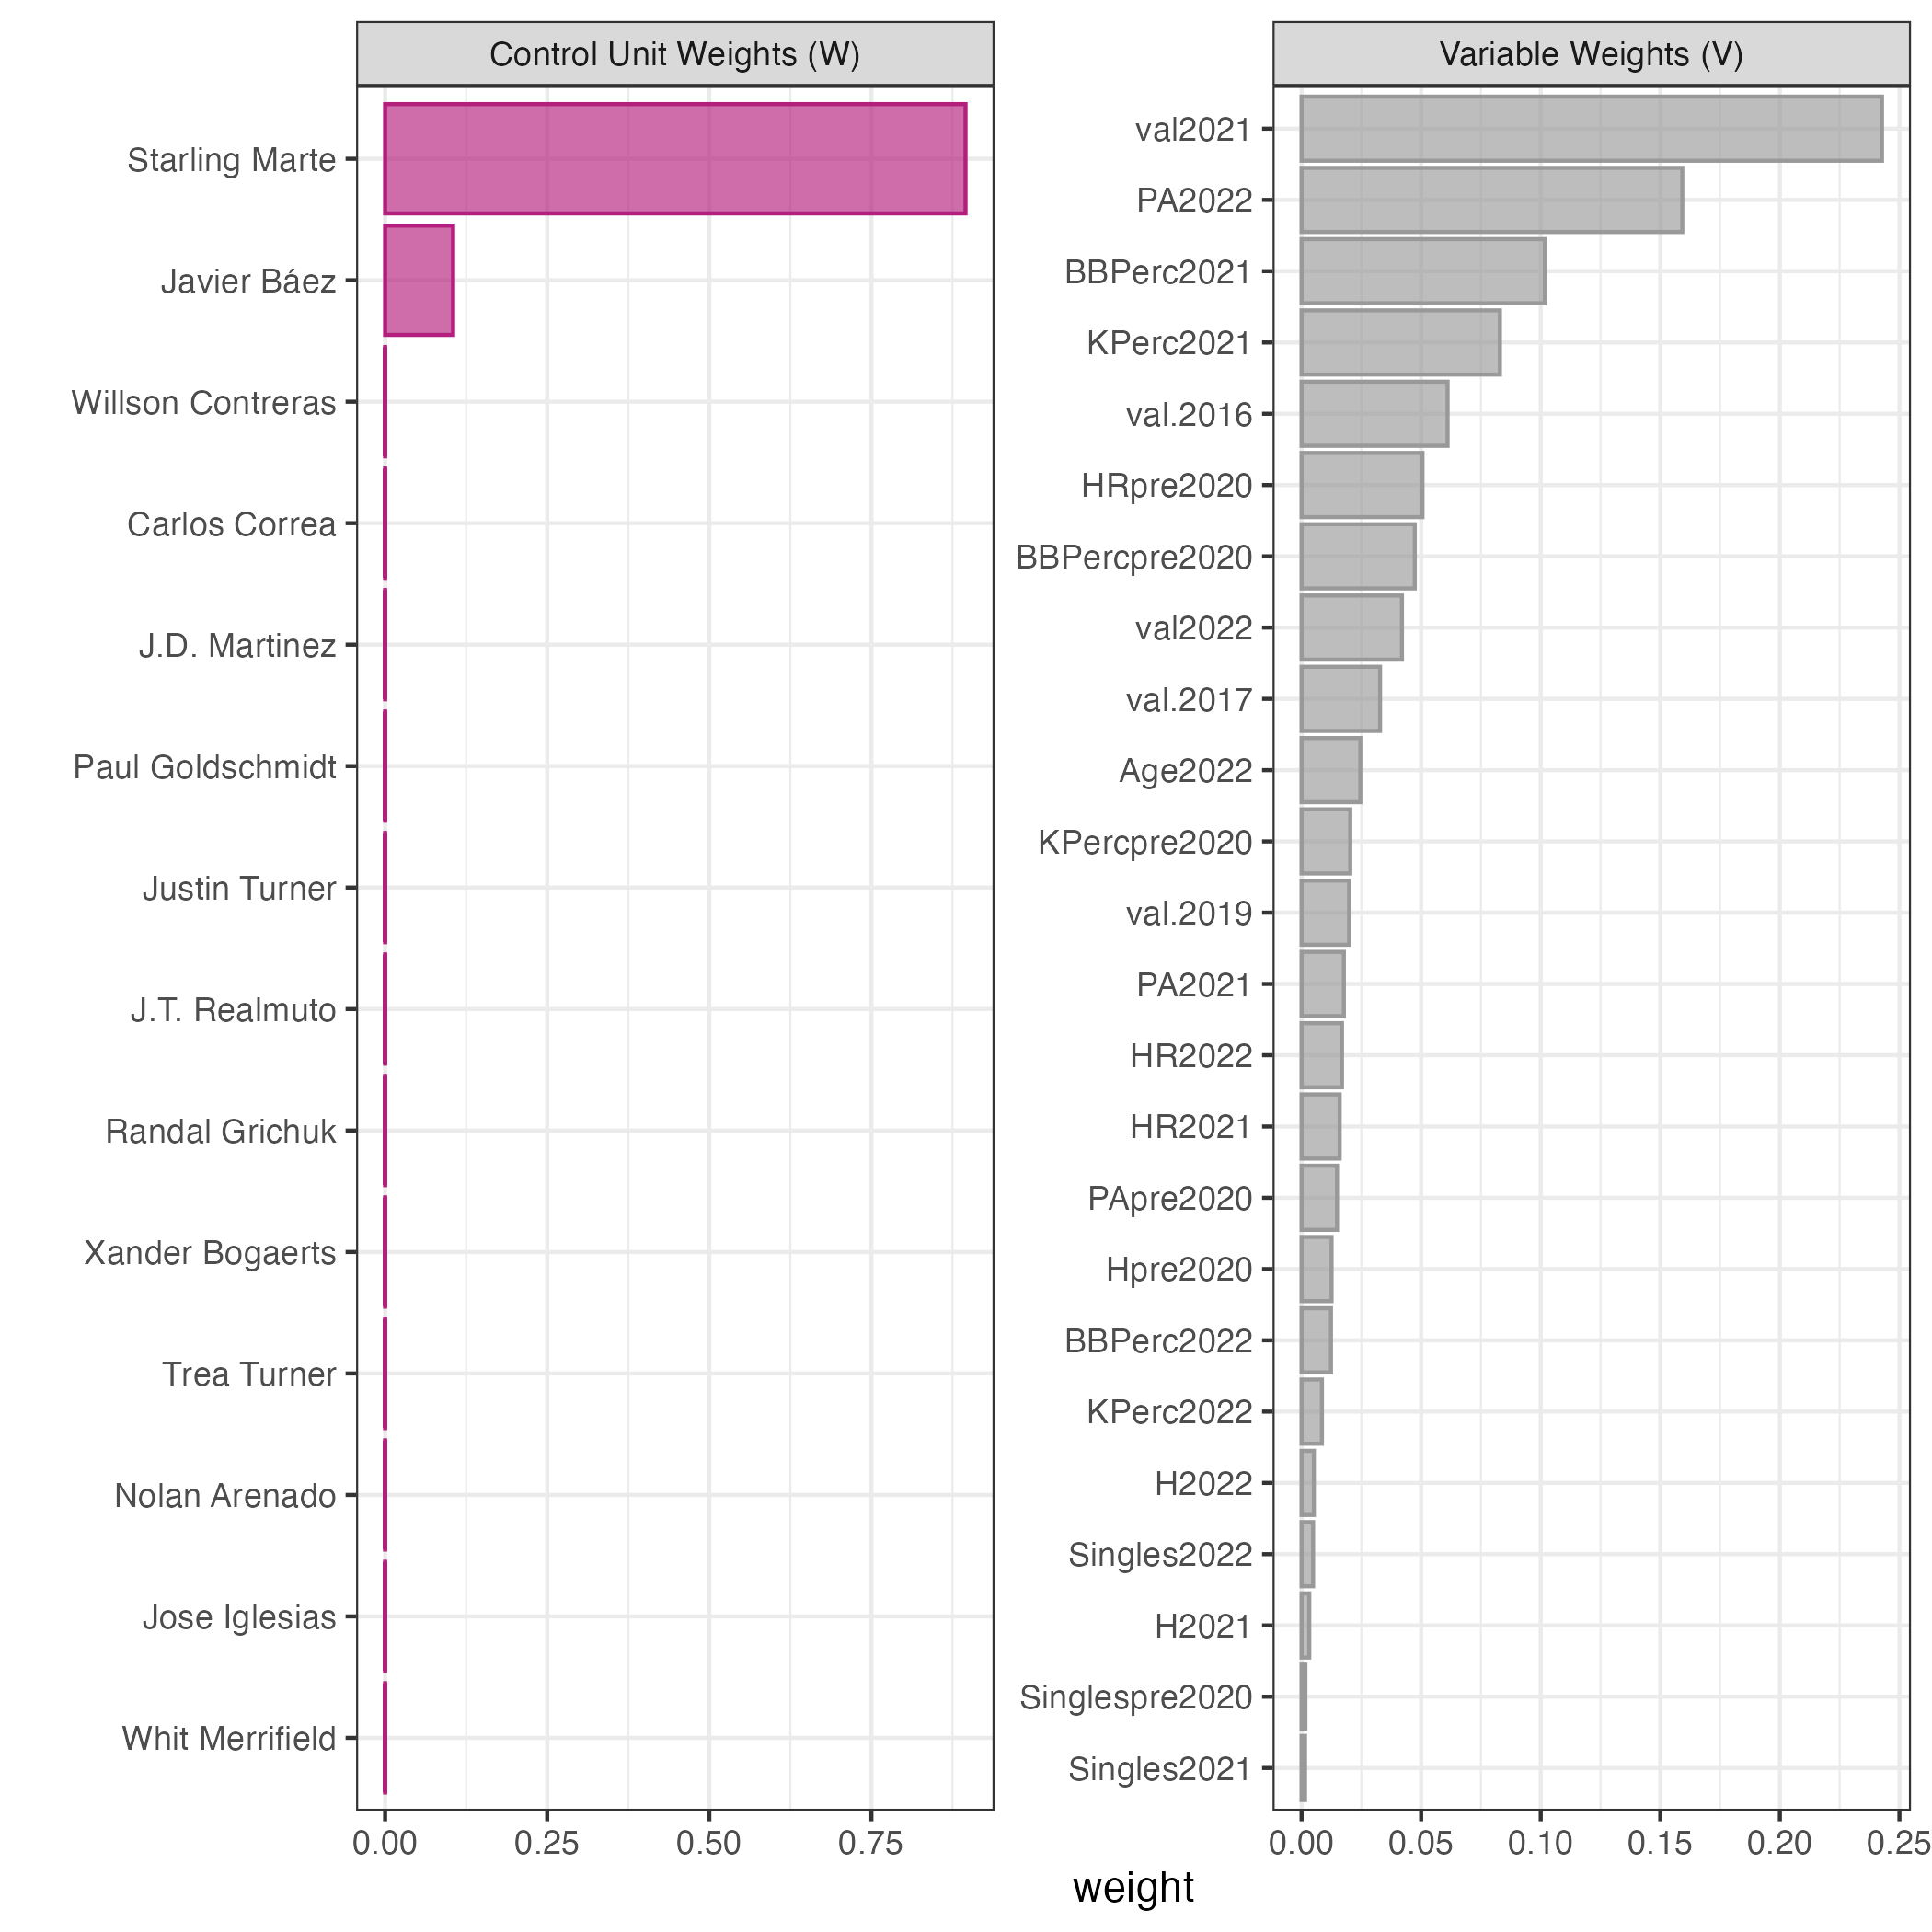 Control Unit Weights (W)
Starling Marte
Javier Báez
Willson Contreras
Carlos Correa
J.D. Martinez
Paul Goldschmidt
Justin Turner
J.T. Realmuto
Randal Grichuk
Xander Bogaerts
Trea Turner
Nolan Arenado
Jose Iglesias
Whit Merrifield
0.00 0.25 0.50 0.75
Variable Weights (V)
val2021
PA2022
BBPerc2021
KPerc2021
val.2016
HRpre2020
BBPercpre2020
val2022
val.2017
Age2022
KPercpre2020
val.2019
PA2021
HR2022
HR2021
PApre2020
Hpre2020
BBPerc2022
KPerc2022
H2022
Singles2022
H2021
Singlespre2020
Singles2021
0.00 0.05 0.10 0.15 0.20 0.25
weight